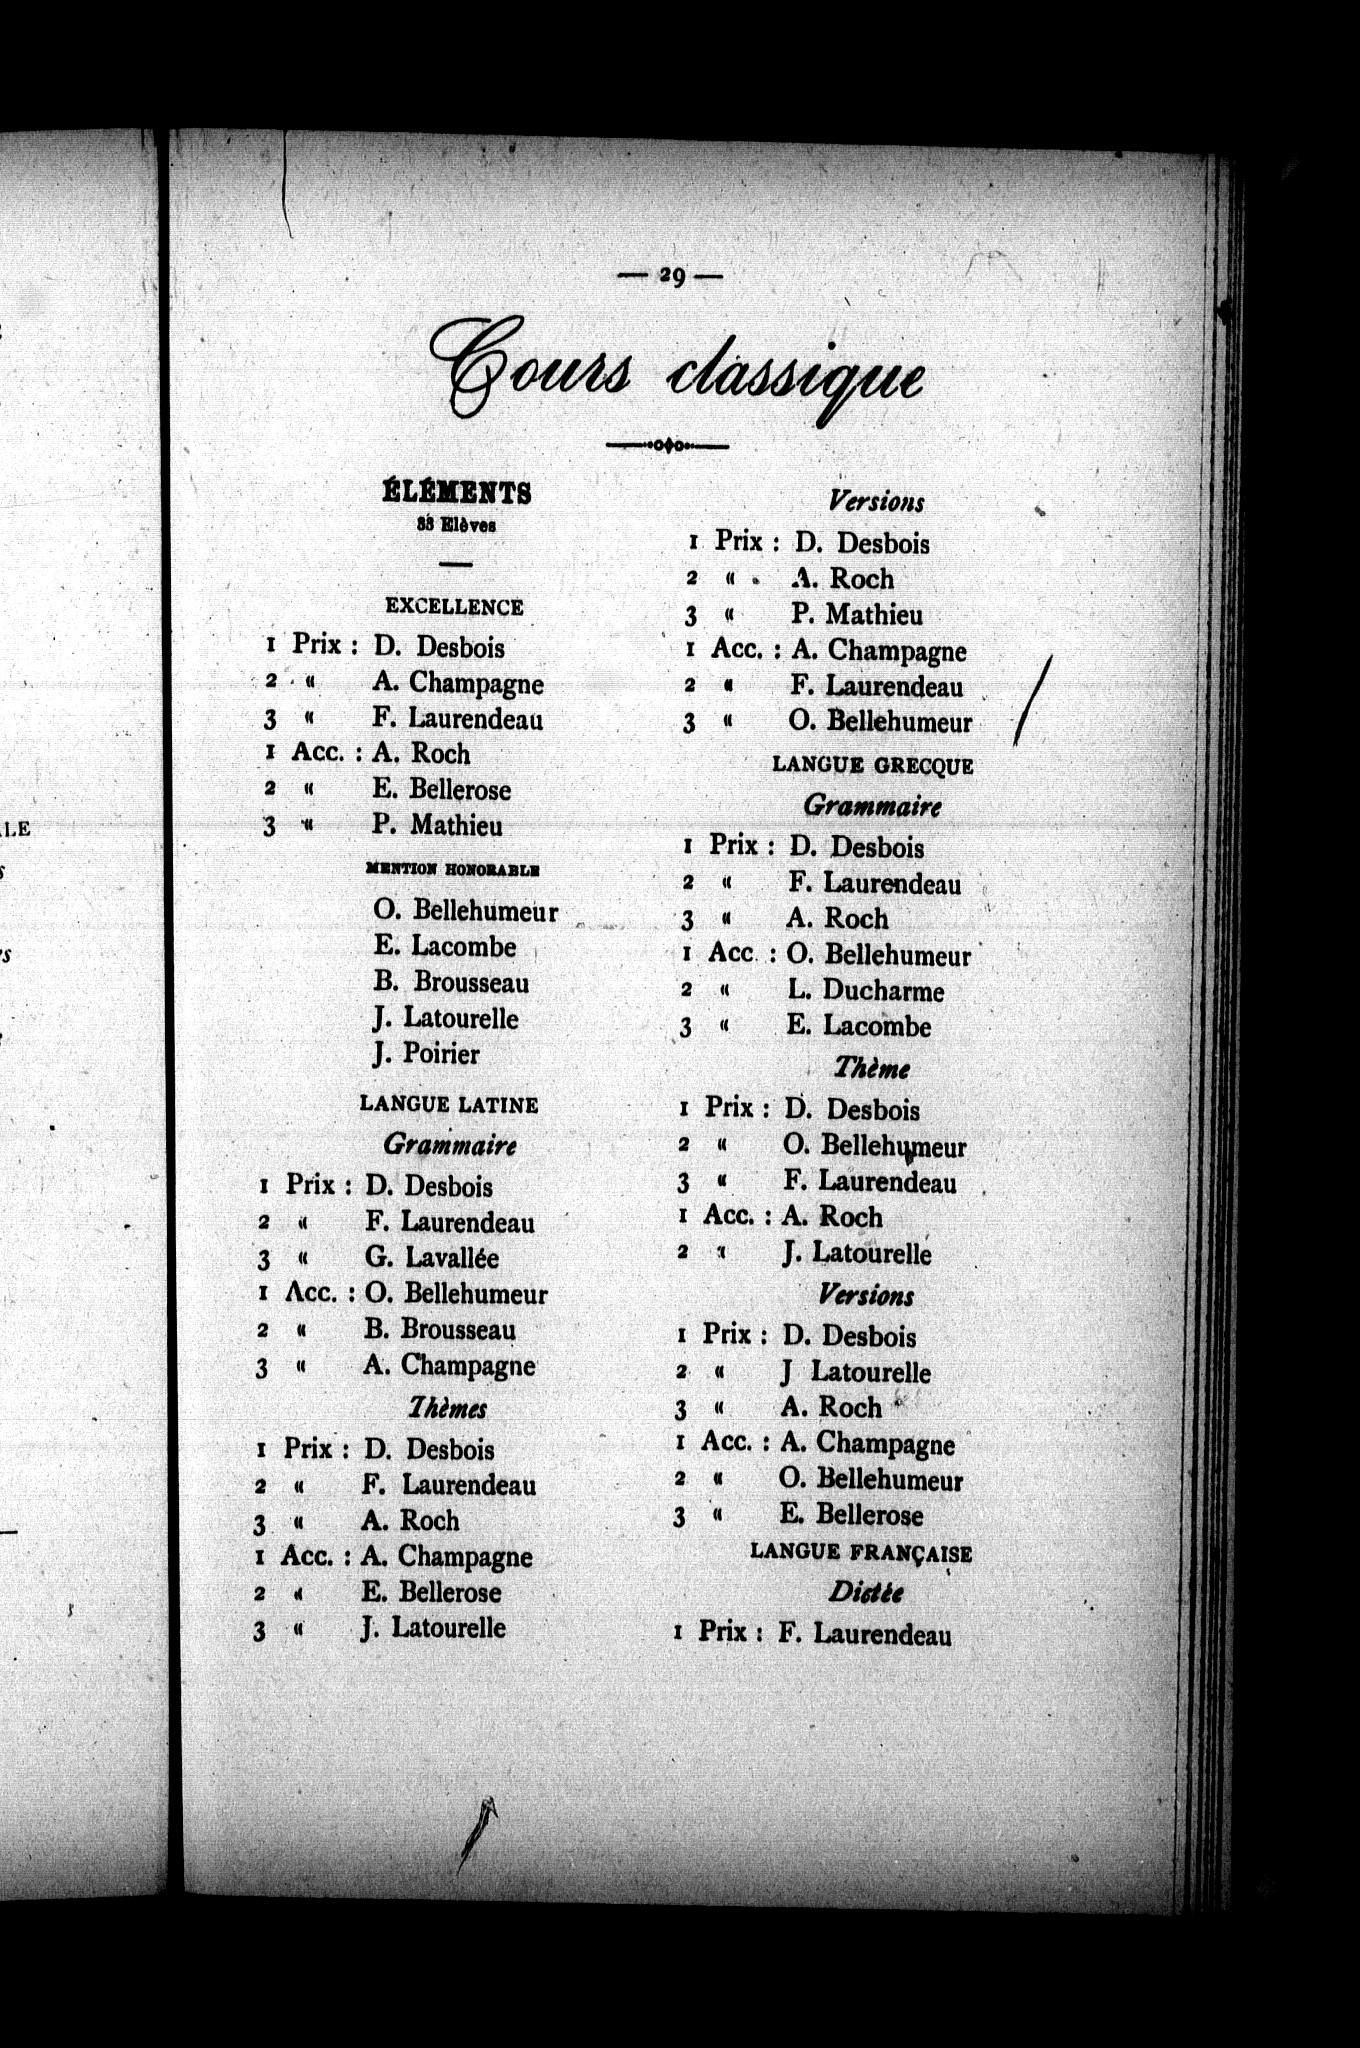 — 29 —
Cours classique
ÉLÉMENTS
33 Elèves
EXCELLENCE
1 Prix : D. Desbois
2 “ A. Champagne
3 “ F. Laurendeau
1 Acc. : A. Roch
2 “ E. Bellerose
3 “ P. Mathieu
MENTION HONORABLE
O. Bellehumeur
E. Lacombe
B. Brousseau
J. Latourelle
J. Poirier
LANGUE LATINE
Grammaire
1 Prix : D. Desbois
2 “ F. Laurendeau
3 “ G. Lavallée
1 Acc. : O. Bellehumeur
2 “ B. Brousseau
3 “ A. Champagne
Thèmes
1 Prix : D. Desbois
2 “ F. Laurendeau
3 “ A. Roch
1 Acc. : A. Champagne
2 “ E. Bellerose
3 “ J. Latourelle
Versions
1 Prix : D. Desbois
2 “ A. Roch
3 “ P. Mathieu
1 Acc. : A. Champagne
2 “ F. Laurendeau
3 “ O. Bellehumeur
LANGUE GRECQUE
Grammaire
1 Prix : D. Desbois
2 “ F. Laurendeau
3 “ A. Roch
1 Acc : O. Bellehumeur
2 “ L. Ducharme
3 “ E. Lacombe
Thème
1 Prix : D. Desbois
2 “ O. Bellehumeur
3 “ F. Laurendeau
1 Acc. : A. Roch
2 “ J. Latourelle
Versions
1 Prix : D. Desbois
2 “ J Latourelle
3 “ A. Roch
1 Acc. : A. Champagne
2 “ O. Bellehumeur
3 “ E. Bellerose
LANGUE FRANÇAISE
Dictée
1 Prix : F. Laurendeau